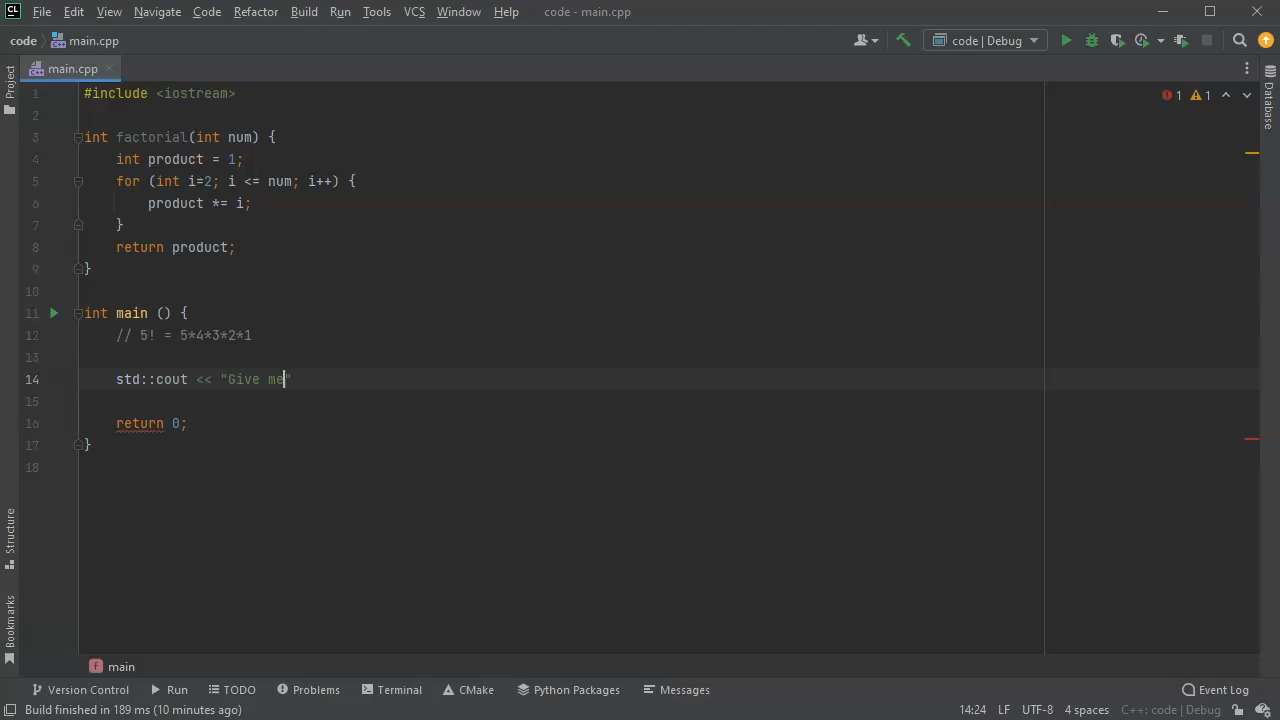 CL File Edit View Navigate Code Refactor Build Run Tools VCS Window Help code - main.cpp
code main.cpp code | Debug
Project main.cpp Database
1 #include <iostream> 1 1
2
3 int factorial(int num) {
4     int product = 1;
5     for (int i=2; i <= num; i++) {
6         product *= i;
7     }
8     return product;
9 }
10
11 int main () {
12     // 5! = 5*4*3*2*1
13
14     std::cout << "Give me"
15
16     return 0;
17 }
18
Structure
Bookmarks
f main
Version Control Run TODO Problems Terminal CMake Python Packages Messages Event Log
Build finished in 189 ms (10 minutes ago) 14:24 LF UTF-8 4 spaces C++: code | Debug